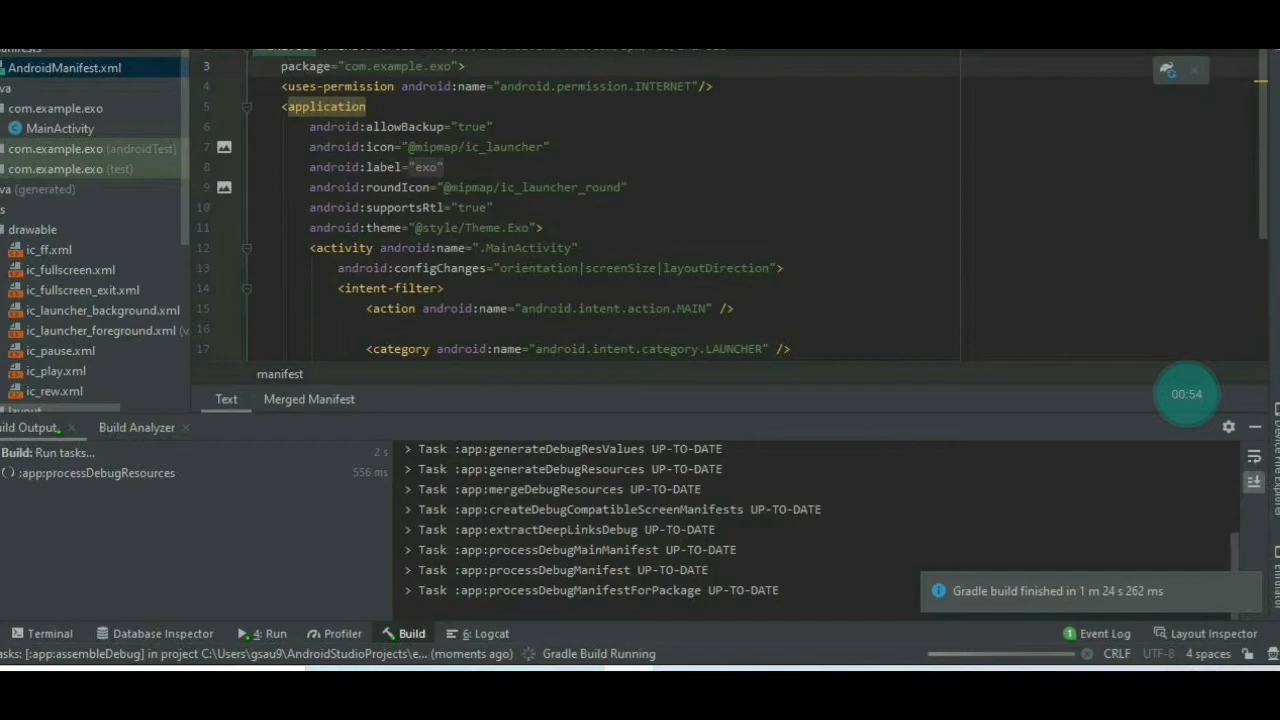 AndroidManifest.xml
com.example.exo
MainActivity
com.example.exo (androidTest)
com.example.exo (test)
(generated)
drawable
ic_ff.xml
ic_fullscreen.xml
ic_fullscreen_exit.xml
ic_launcher_background.xml
ic_launcher_foreground.xml
ic_pause.xml
ic_play.xml
ic_rew.xml
3 package="com.example.exo">
4 <uses-permission android:name="android.permission.INTERNET"/>
5 <application
6 android:allowBackup="true"
7 android:icon="@mipmap/ic_launcher"
8 android:label="exo"
9 android:roundIcon="@mipmap/ic_launcher_round"
10 android:supportsRtl="true"
11 android:theme="@style/Theme.Exo">
12 <activity android:name=".MainActivity"
13 android:configChanges="orientation|screenSize|layoutDirection">
14 <intent-filter>
15 <action android:name="android.intent.action.MAIN" />
16
17 <category android:name="android.intent.category.LAUNCHER" />
manifest
Text Merged Manifest
00:54
Output Build Analyzer
Build: Run tasks... 2 s
:app:processDebugResources 556 ms
> Task :app:generateDebugResValues UP-TO-DATE
> Task :app:generateDebugResources UP-TO-DATE
> Task :app:mergeDebugResources UP-TO-DATE
> Task :app:createDebugCompatibleScreenManifests UP-TO-DATE
> Task :app:extractDeepLinksDebug UP-TO-DATE
> Task :app:processDebugMainManifest UP-TO-DATE
> Task :app:processDebugManifest UP-TO-DATE
> Task :app:processDebugManifestForPackage UP-TO-DATE
Gradle build finished in 1 m 24 s 262 ms
Terminal Database Inspector 4: Run Profiler Build 6: Logcat 1 Event Log Layout Inspector
asks: [:app:assembleDebug] in project C:\Users\gsau9\AndroidStudioProjects\e... (moments ago) Gradle Build Running CRLF UTF-8 4 spaces
Device File Explorer